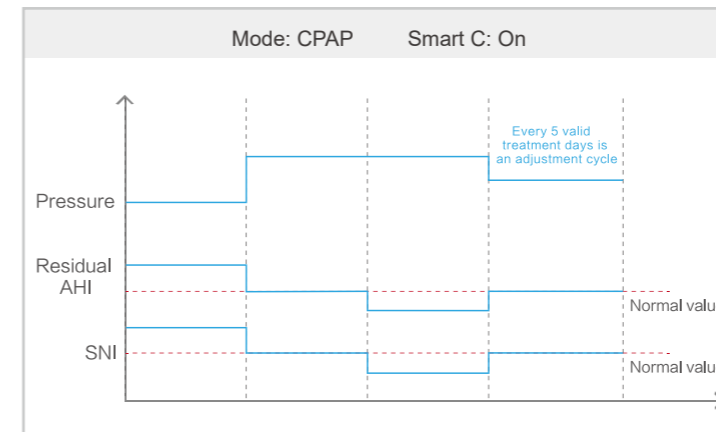 Mode: CPAP Smart C: On
Every 5 valid
treatment days is
an adjustment cycle
Pressure
Residual
AHI
Normal valu
SNI
Normal valu